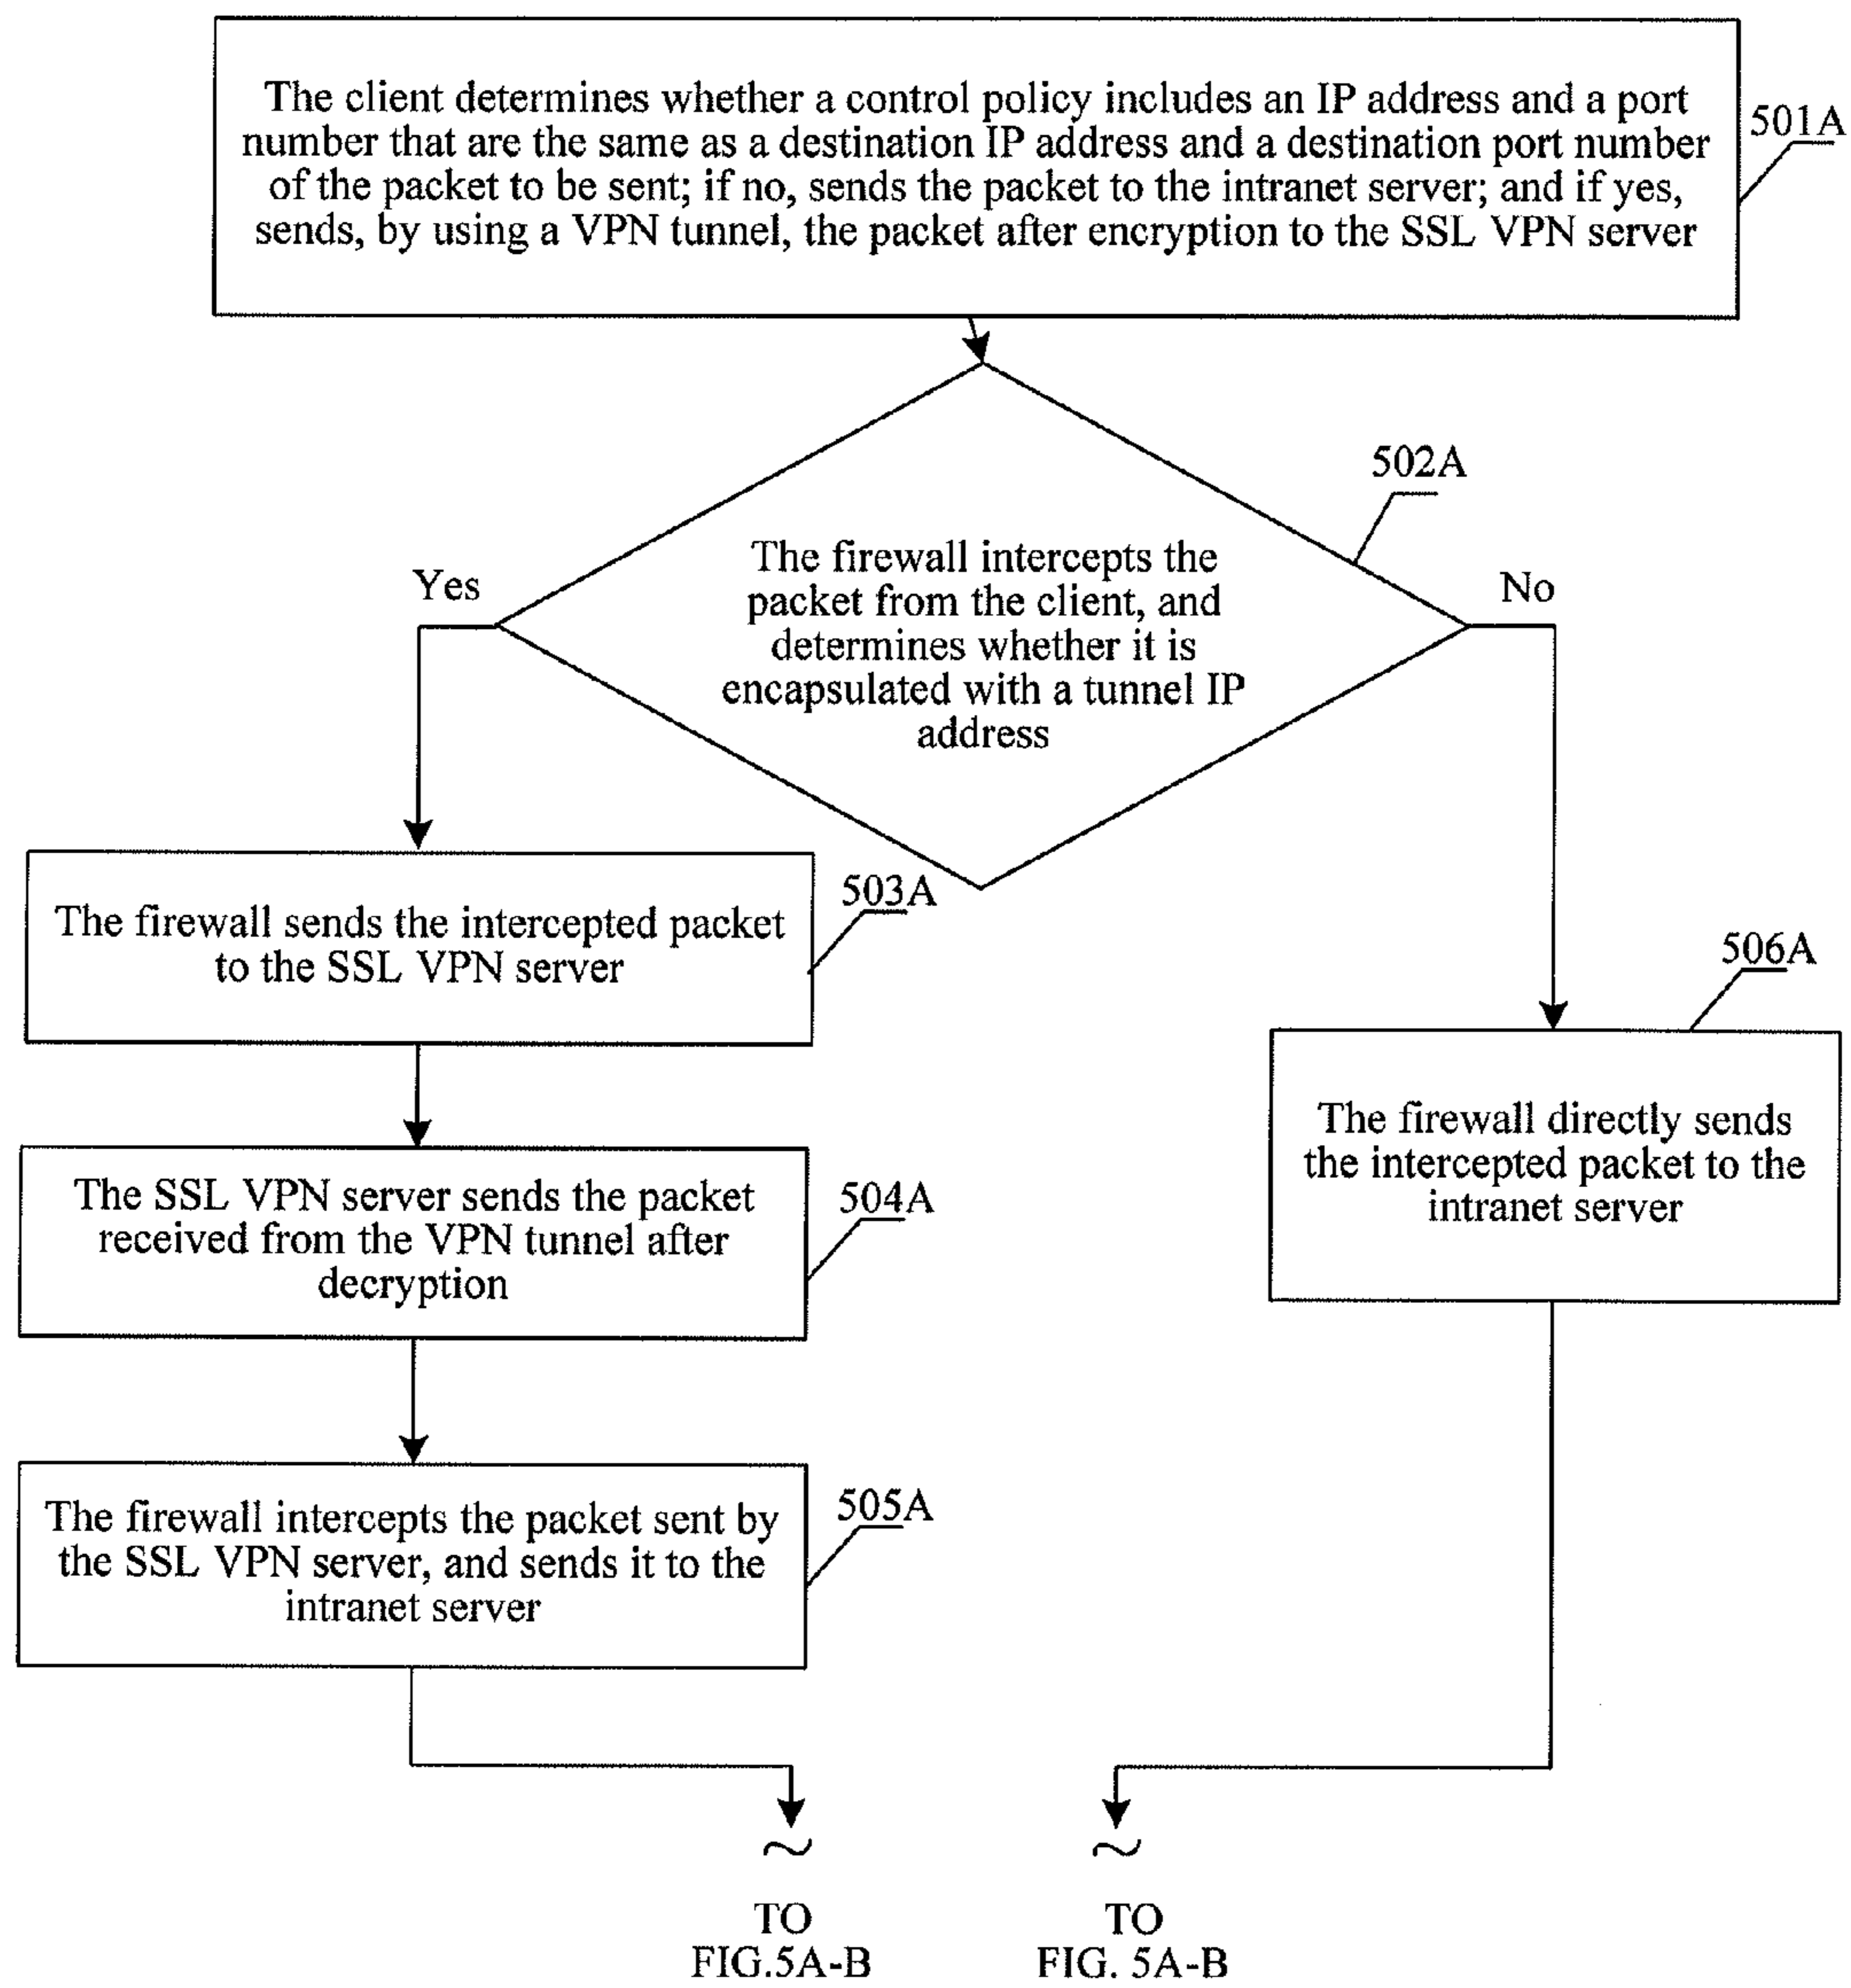 The client determines whether a control policy includes an IP address and a port
number that are the same as a destination IP address and a destination port number
of the packet to be sent; if no, sends the packet to the intranet server; and if yes,
sends, by using a VPN tunnel, the packet after encryption to the SSL VPN server
501A
502A
The firewall intercepts the
packet from the client, and
determines whether it is
encapsulated with a tunnel IP
address
Yes
No
503A
The firewall sends the intercepted packet
to the SSL VPN server
506A
The firewall directly sends
the intercepted packet to the
intranet server
504A
The SSL VPN server sends the packet
received from the VPN tunnel after
decryption
505A
The firewall intercepts the packet sent by
the SSL VPN server, and sends it to the
intranet server
~
~
TO
FIG.5A-B
TO
FIG. 5A-B